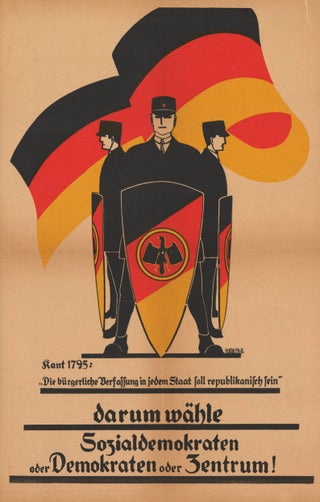 Kant 1795:
„Die bürgerliche Verfassung in jedem Staat soll republikanisch sein"
darum wähle
Sozialdemokraten
oder Demokraten oder Zentrum!